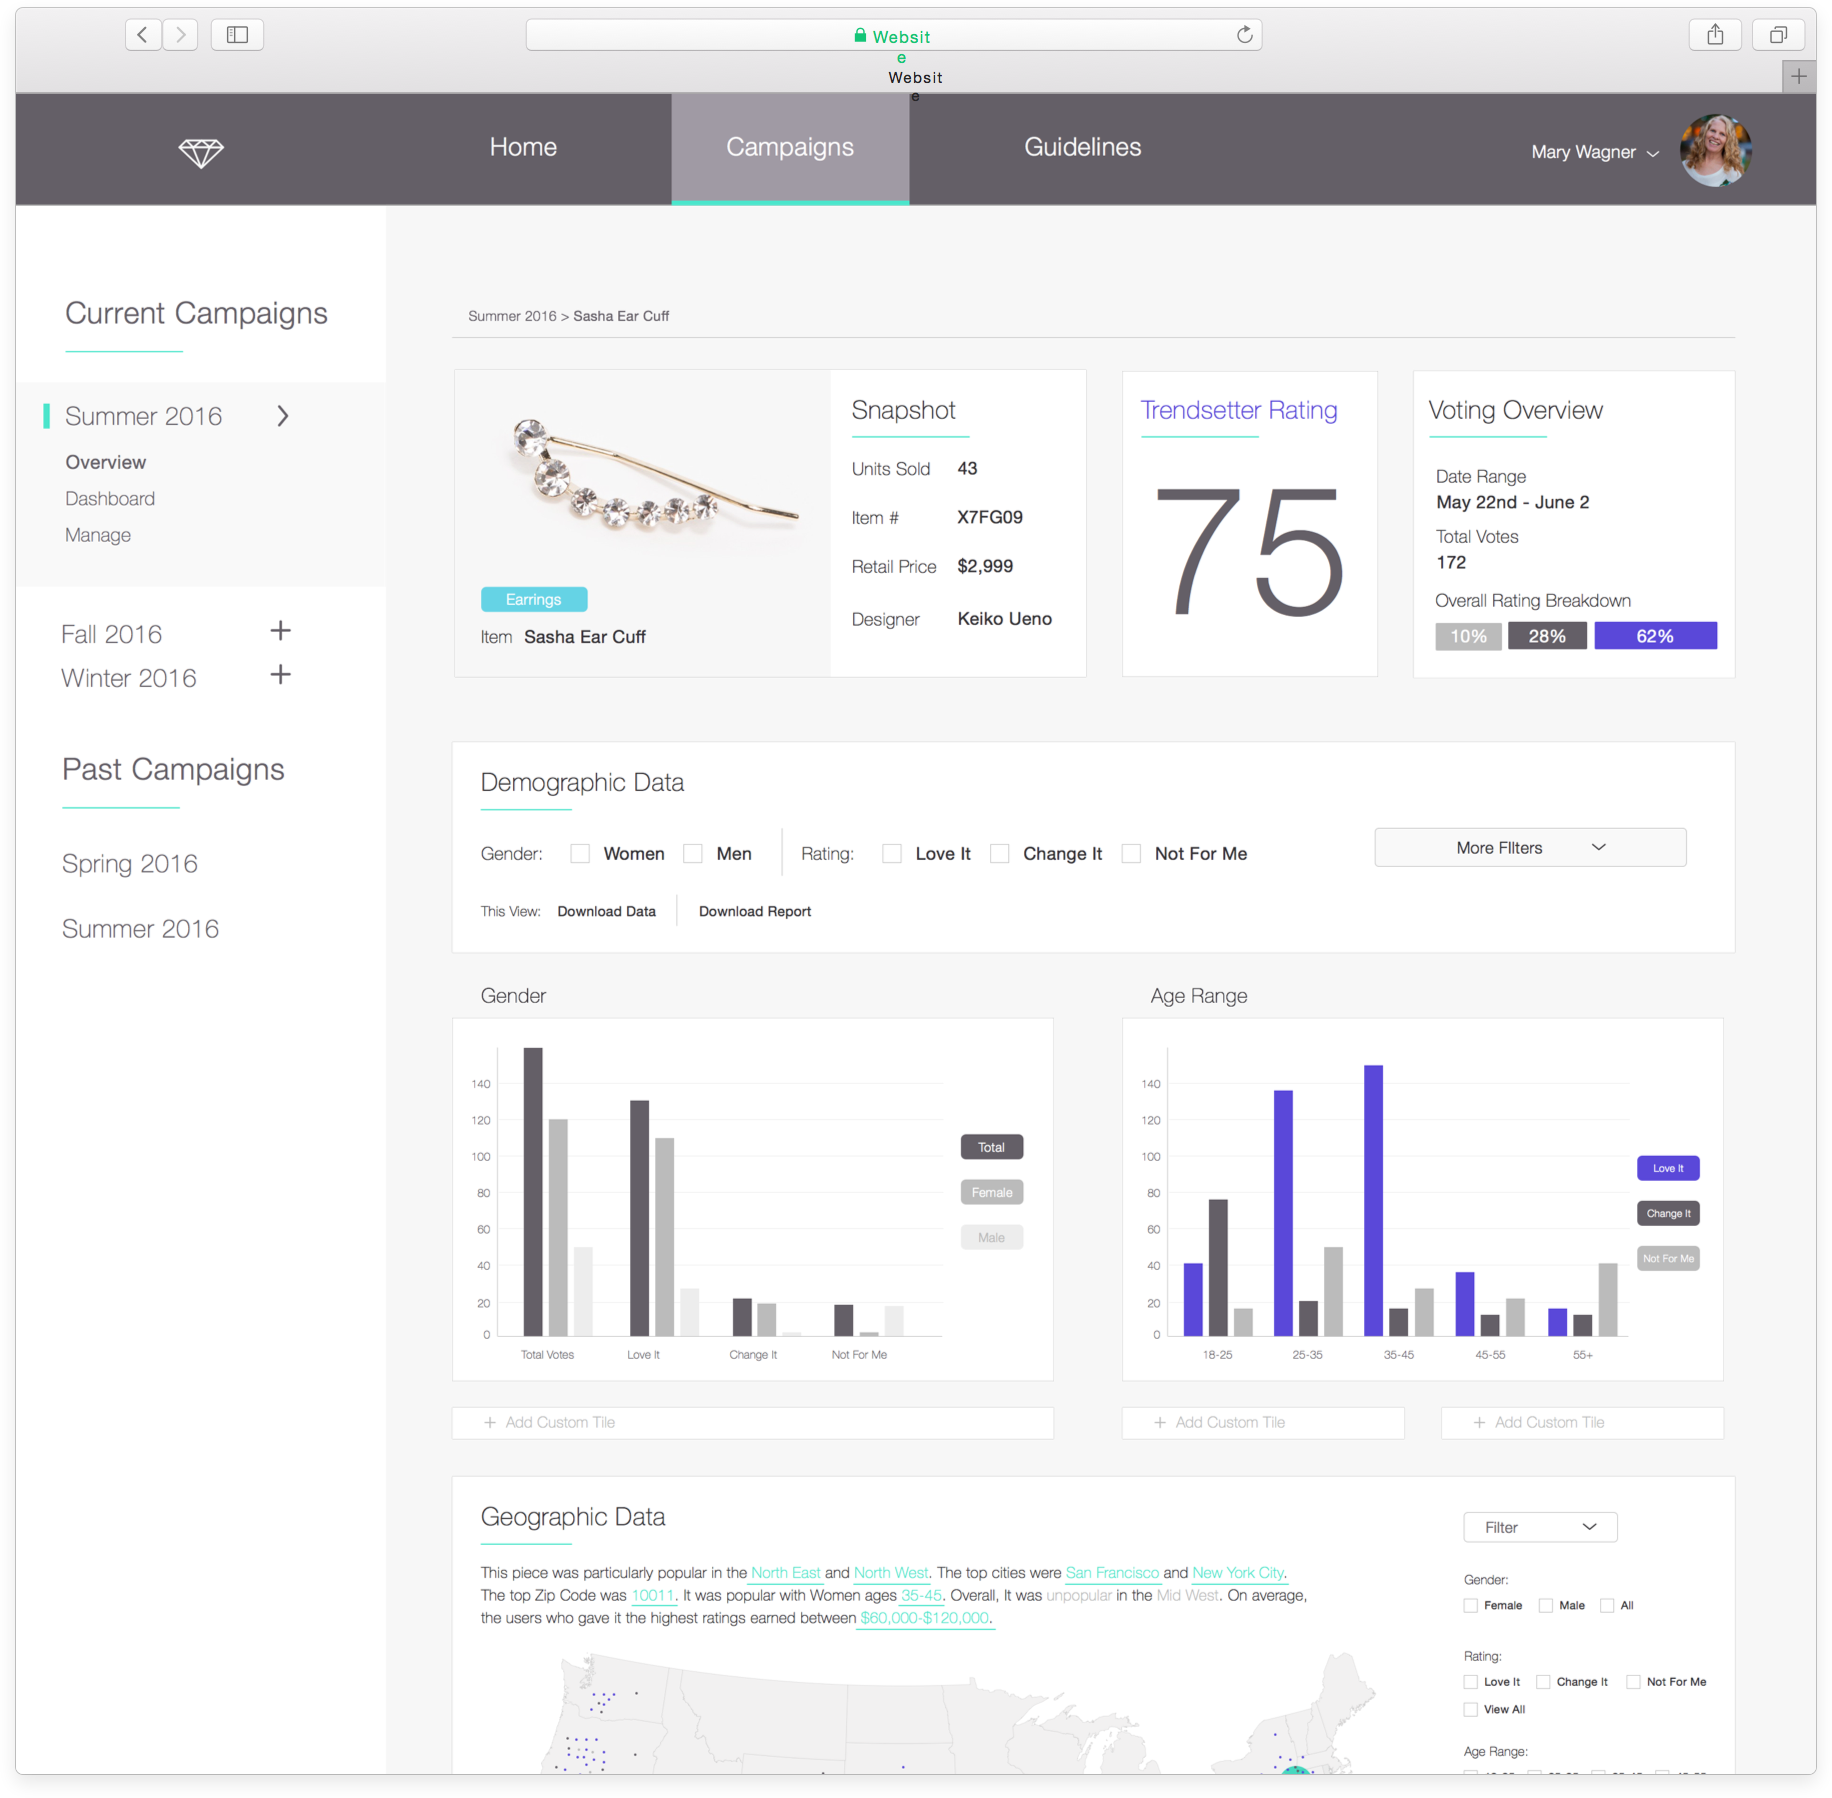 Websit
e
Websit
e
Home
Campaigns
Guidelines
Mary Wagner
Current Campaigns
Summer 2016
Overview
Dashboard
Manage
Fall 2016
Winter 2016
Past Campaigns
Spring 2016
Summer 2016
Summer 2016 > Sasha Ear Cuff
Earrings
Item Sasha Ear Cuff
Snapshot
Units Sold 43
Item # X7FG09
Retail Price $2,999
Designer Keiko Ueno
Trendsetter Rating
75
Voting Overview
Date Range
May 22nd - June 2
Total Votes
172
Overall Rating Breakdown
10% 28% 62%
Demographic Data
Gender: Women Men Rating: Love It Change It Not For Me
More FIlters
This View: Download Data Download Report
Gender
140
120
100
80
60
40
20
0
Total Votes Love It Change It Not For Me
Total
Female
Male
Age Range
140
120
100
80
60
40
20
0
18-25 25-35 35-45 45-55 55+
Love It
Change It
Not For Me
+ Add Custom Tile
+ Add Custom Tile
+ Add Custom Tile
Geographic Data
This piece was particularly popular in the North East and North West. The top cities were San Francisco and New York City.
The top Zip Code was 10011. It was popular with Women ages 35-45. Overall, It was unpopular in the Mid West. On average,
the users who gave it the highest ratings earned between $60,000-$120,000.
Filter
Gender:
Female Male All
Rating:
Love It Change It Not For Me
View All
Age Range: